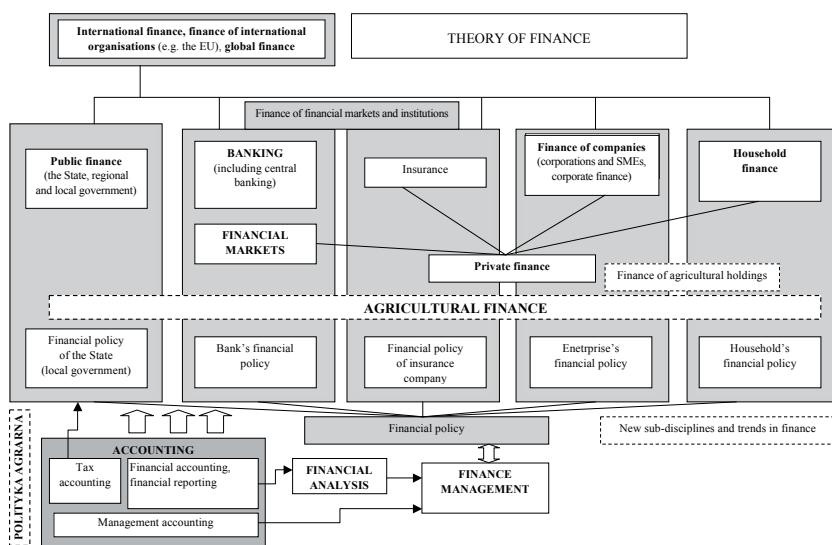 International finance, finance of international
organisations (e.g. the EU), global finance
THEORY OF FINANCE
Finance of financial markets and institutions
Public finance
(the State, regional
and local government)
BANKING
(including central
banking)
Insurance
Finance of companies
(corporations and SMEs,
corporate finance)
Household
finance
FINANCIAL
MARKETS
Private finance
Finance of agricultural holdings
AGRICULTURAL FINANCE
Financial policy
of the State
(local government)
Bank's financial
policy
Financial policy
of insurance
company
Enetrprise's
financial policy
Household's
financial policy
Financial policy
New sub-disciplines and trends in finance
POLITYKA AGRARNA
ACCOUNTING
Tax
accounting
Financial accounting,
financial reporting
Management accounting
FINANCIAL
ANALYSIS
FINANCE
MANAGEMENT